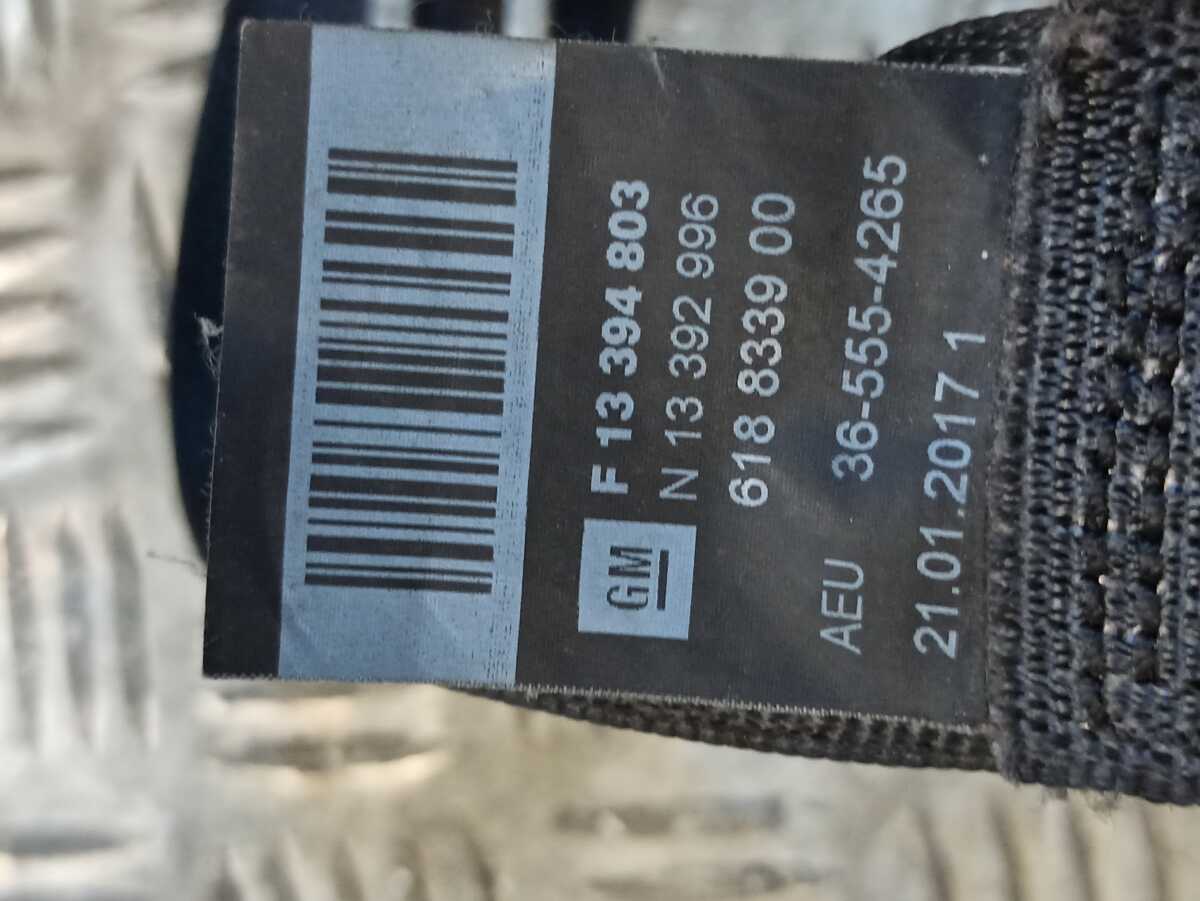 F 13 394 803
GM
N 13 392 996
618 8339 00
AEU 36-555-4265
21.01.2017 1